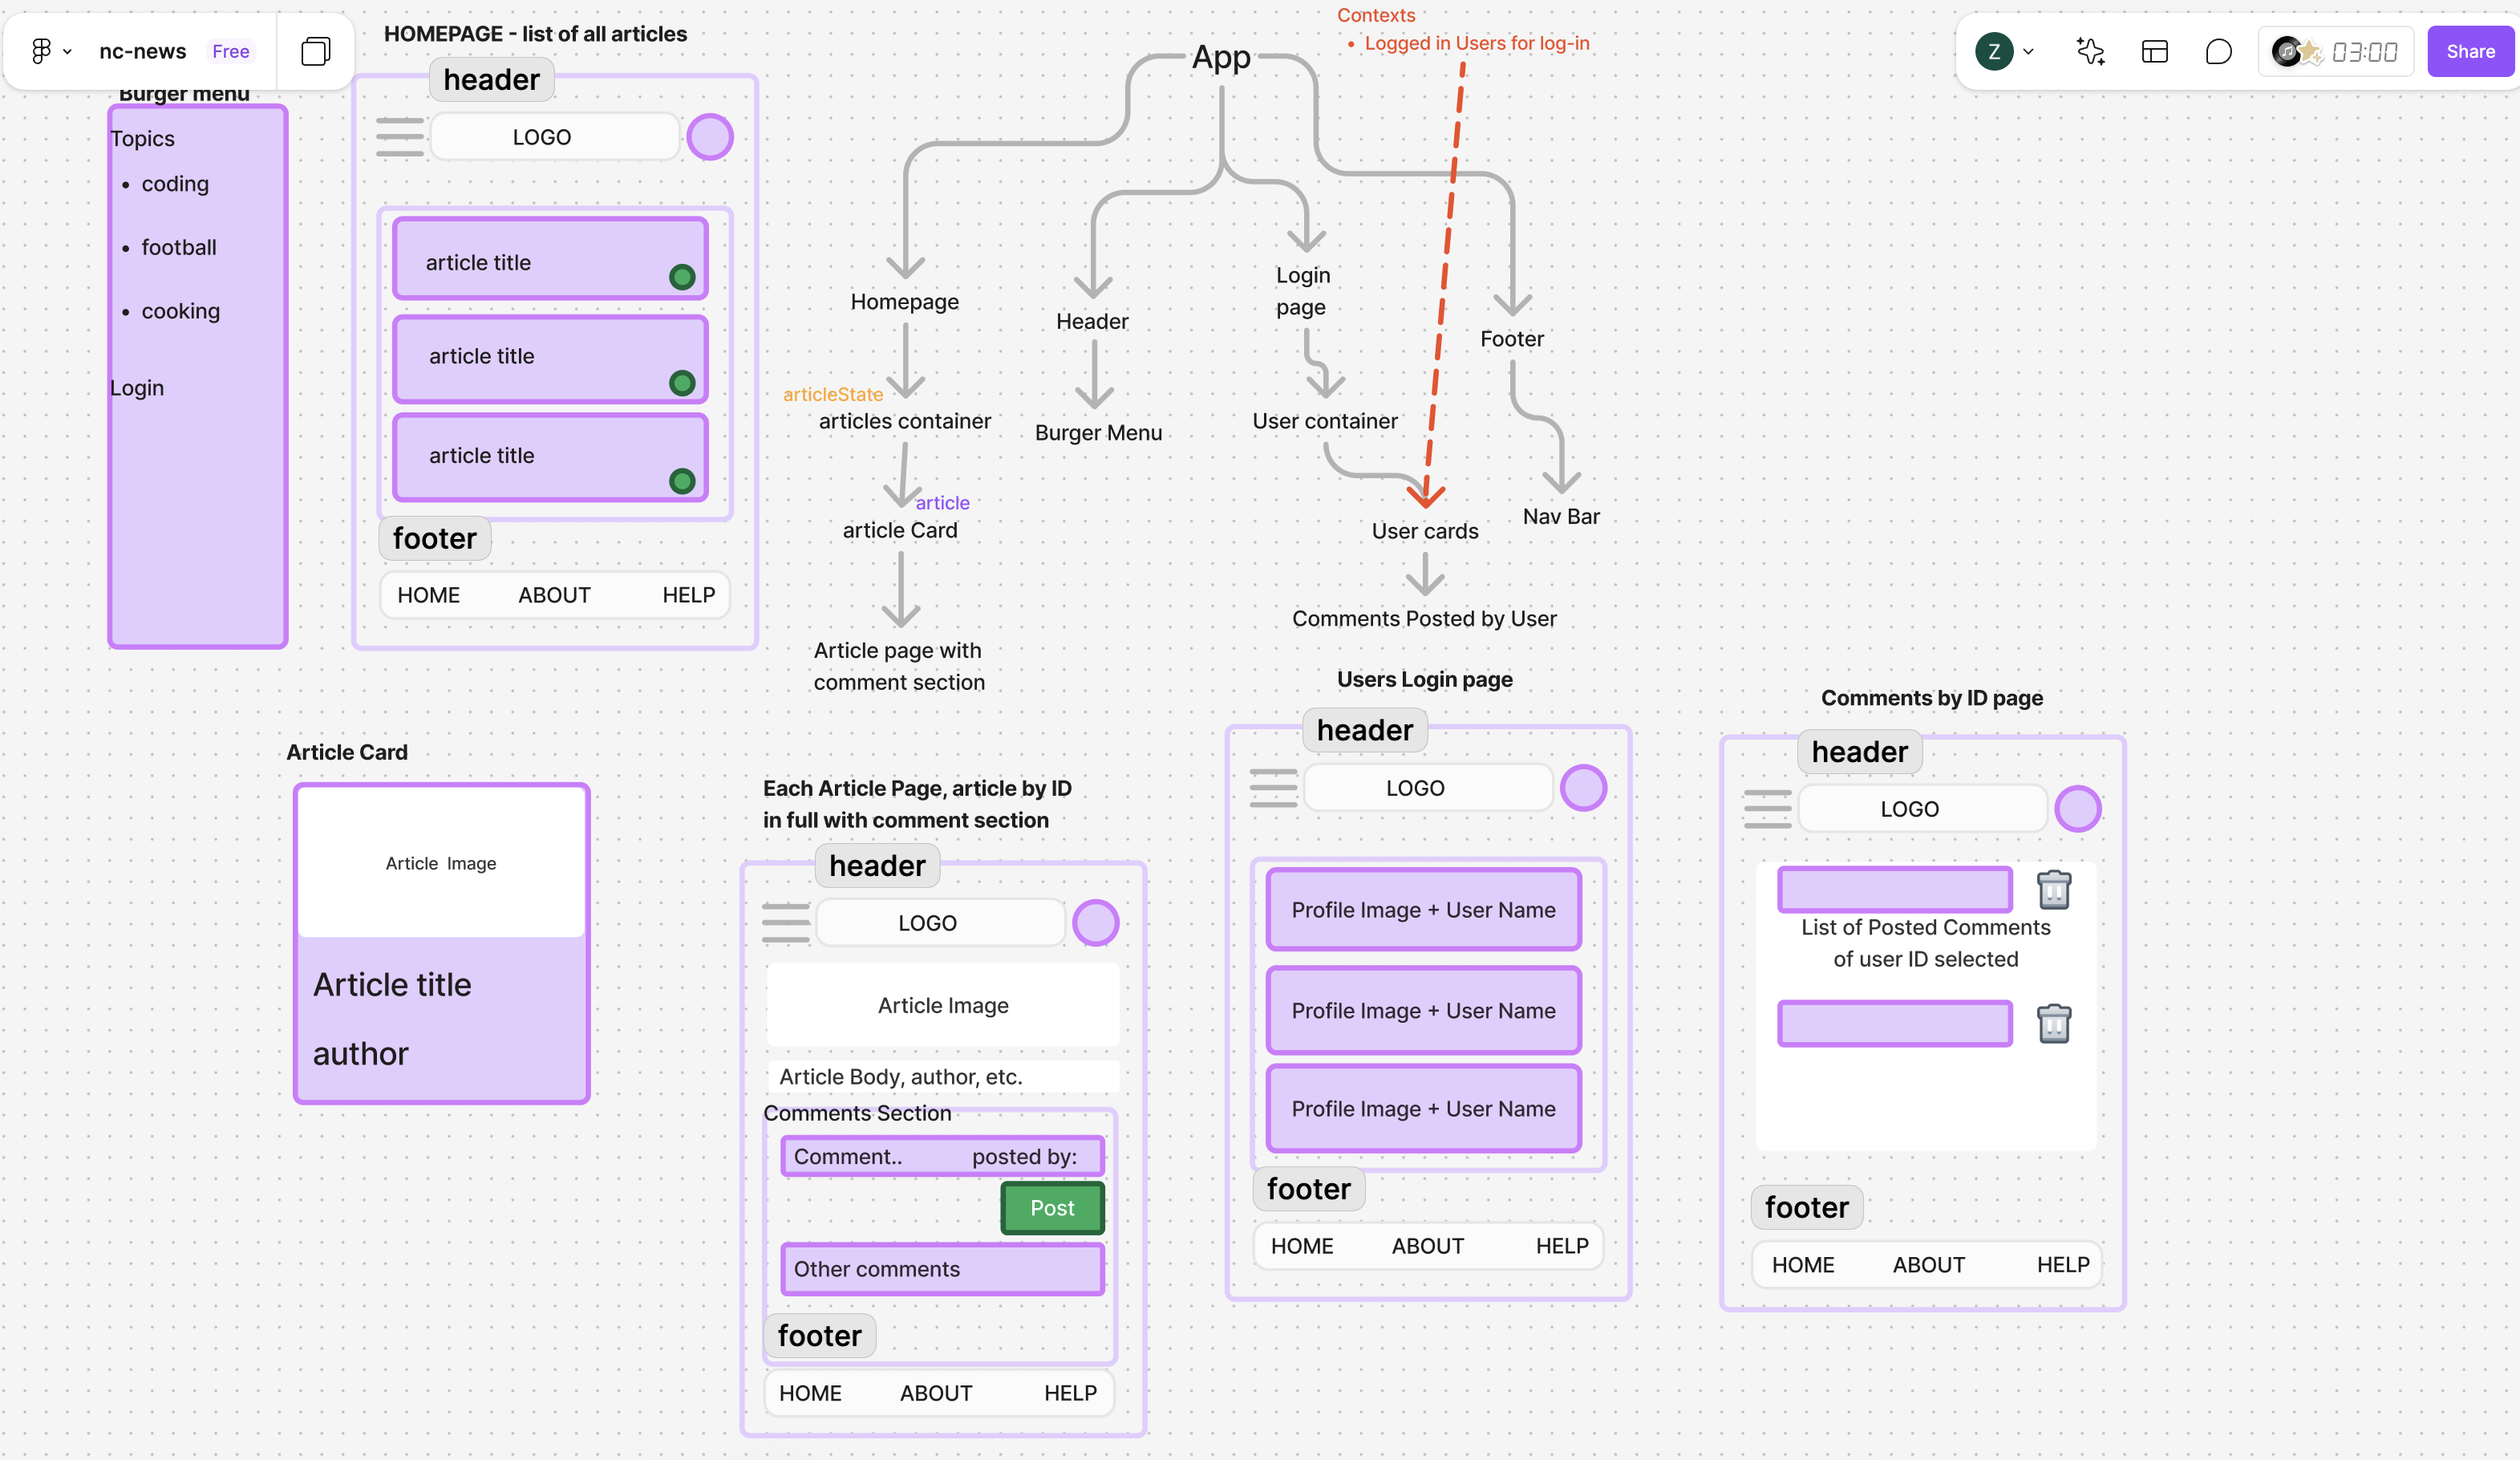 nc-news
Free
Z
03:00
Share
Burger menu
Topics
coding
football
cooking
Login
HOMEPAGE - list of all articles
header
LOGO
article title
article title
article title
footer
HOME ABOUT HELP
Contexts
Logged in Users for log-in
App
Homepage
Header
Login
page
Footer
articleState
articles container
Burger Menu
User container
article
article Card
User cards
Nav Bar
Comments Posted by User
Article page with
comment section
Article Card
Article Image
Article title
author
Each Article Page, article by ID
in full with comment section
header
LOGO
Article Image
Article Body, author, etc.
Comments Section
Comment.. posted by:
Post
Other comments
footer
HOME ABOUT HELP
Users Login page
header
LOGO
Profile Image + User Name
Profile Image + User Name
Profile Image + User Name
footer
HOME ABOUT HELP
Comments by ID page
header
LOGO
List of Posted Comments
of user ID selected
footer
HOME ABOUT HELP